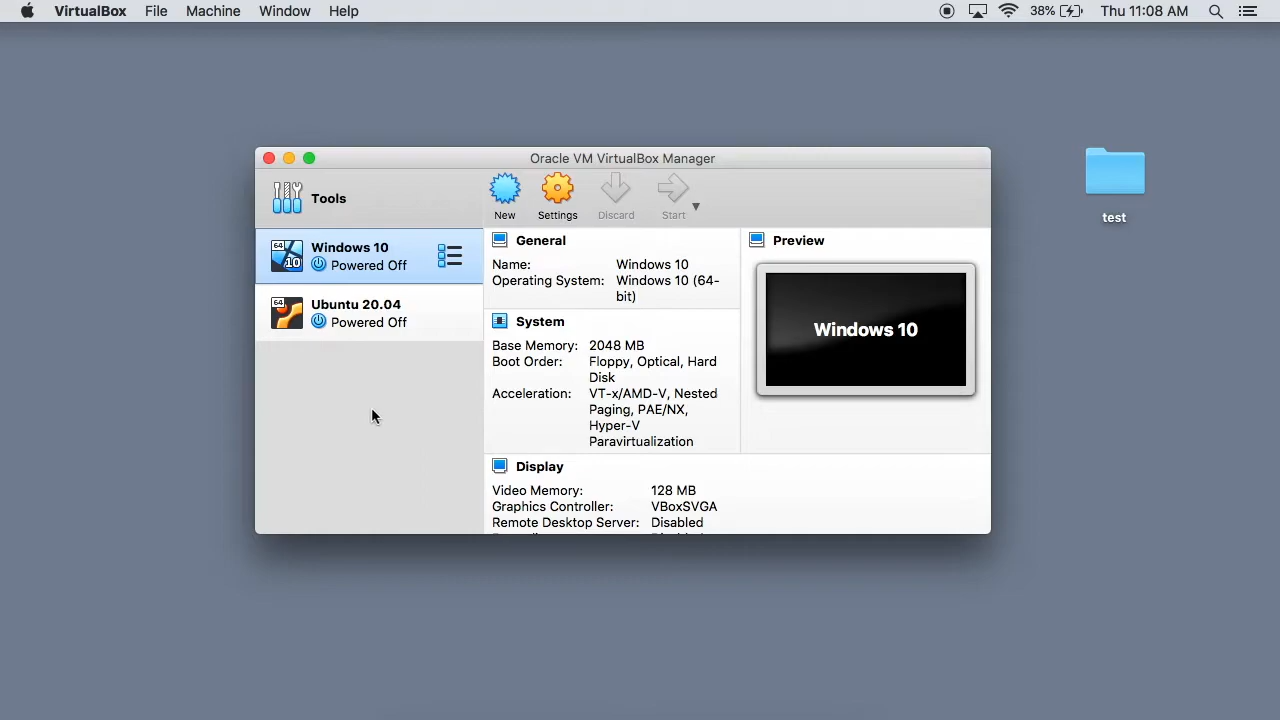 VirtualBox File Machine Window Help 38% Thu 11:08 AM
Oracle VM VirtualBox Manager
Tools
New Settings Discard Start
64
10
Windows 10
Powered Off
64
Ubuntu 20.04
Powered Off
General
Name: Windows 10
Operating System: Windows 10 (64-
bit)
System
Base Memory: 2048 MB
Boot Order: Floppy, Optical, Hard
Disk
Acceleration: VT-x/AMD-V, Nested
Paging, PAE/NX,
Hyper-V
Paravirtualization
Display
Video Memory: 128 MB
Graphics Controller: VBoxSVGA
Remote Desktop Server: Disabled
Preview
Windows 10
test